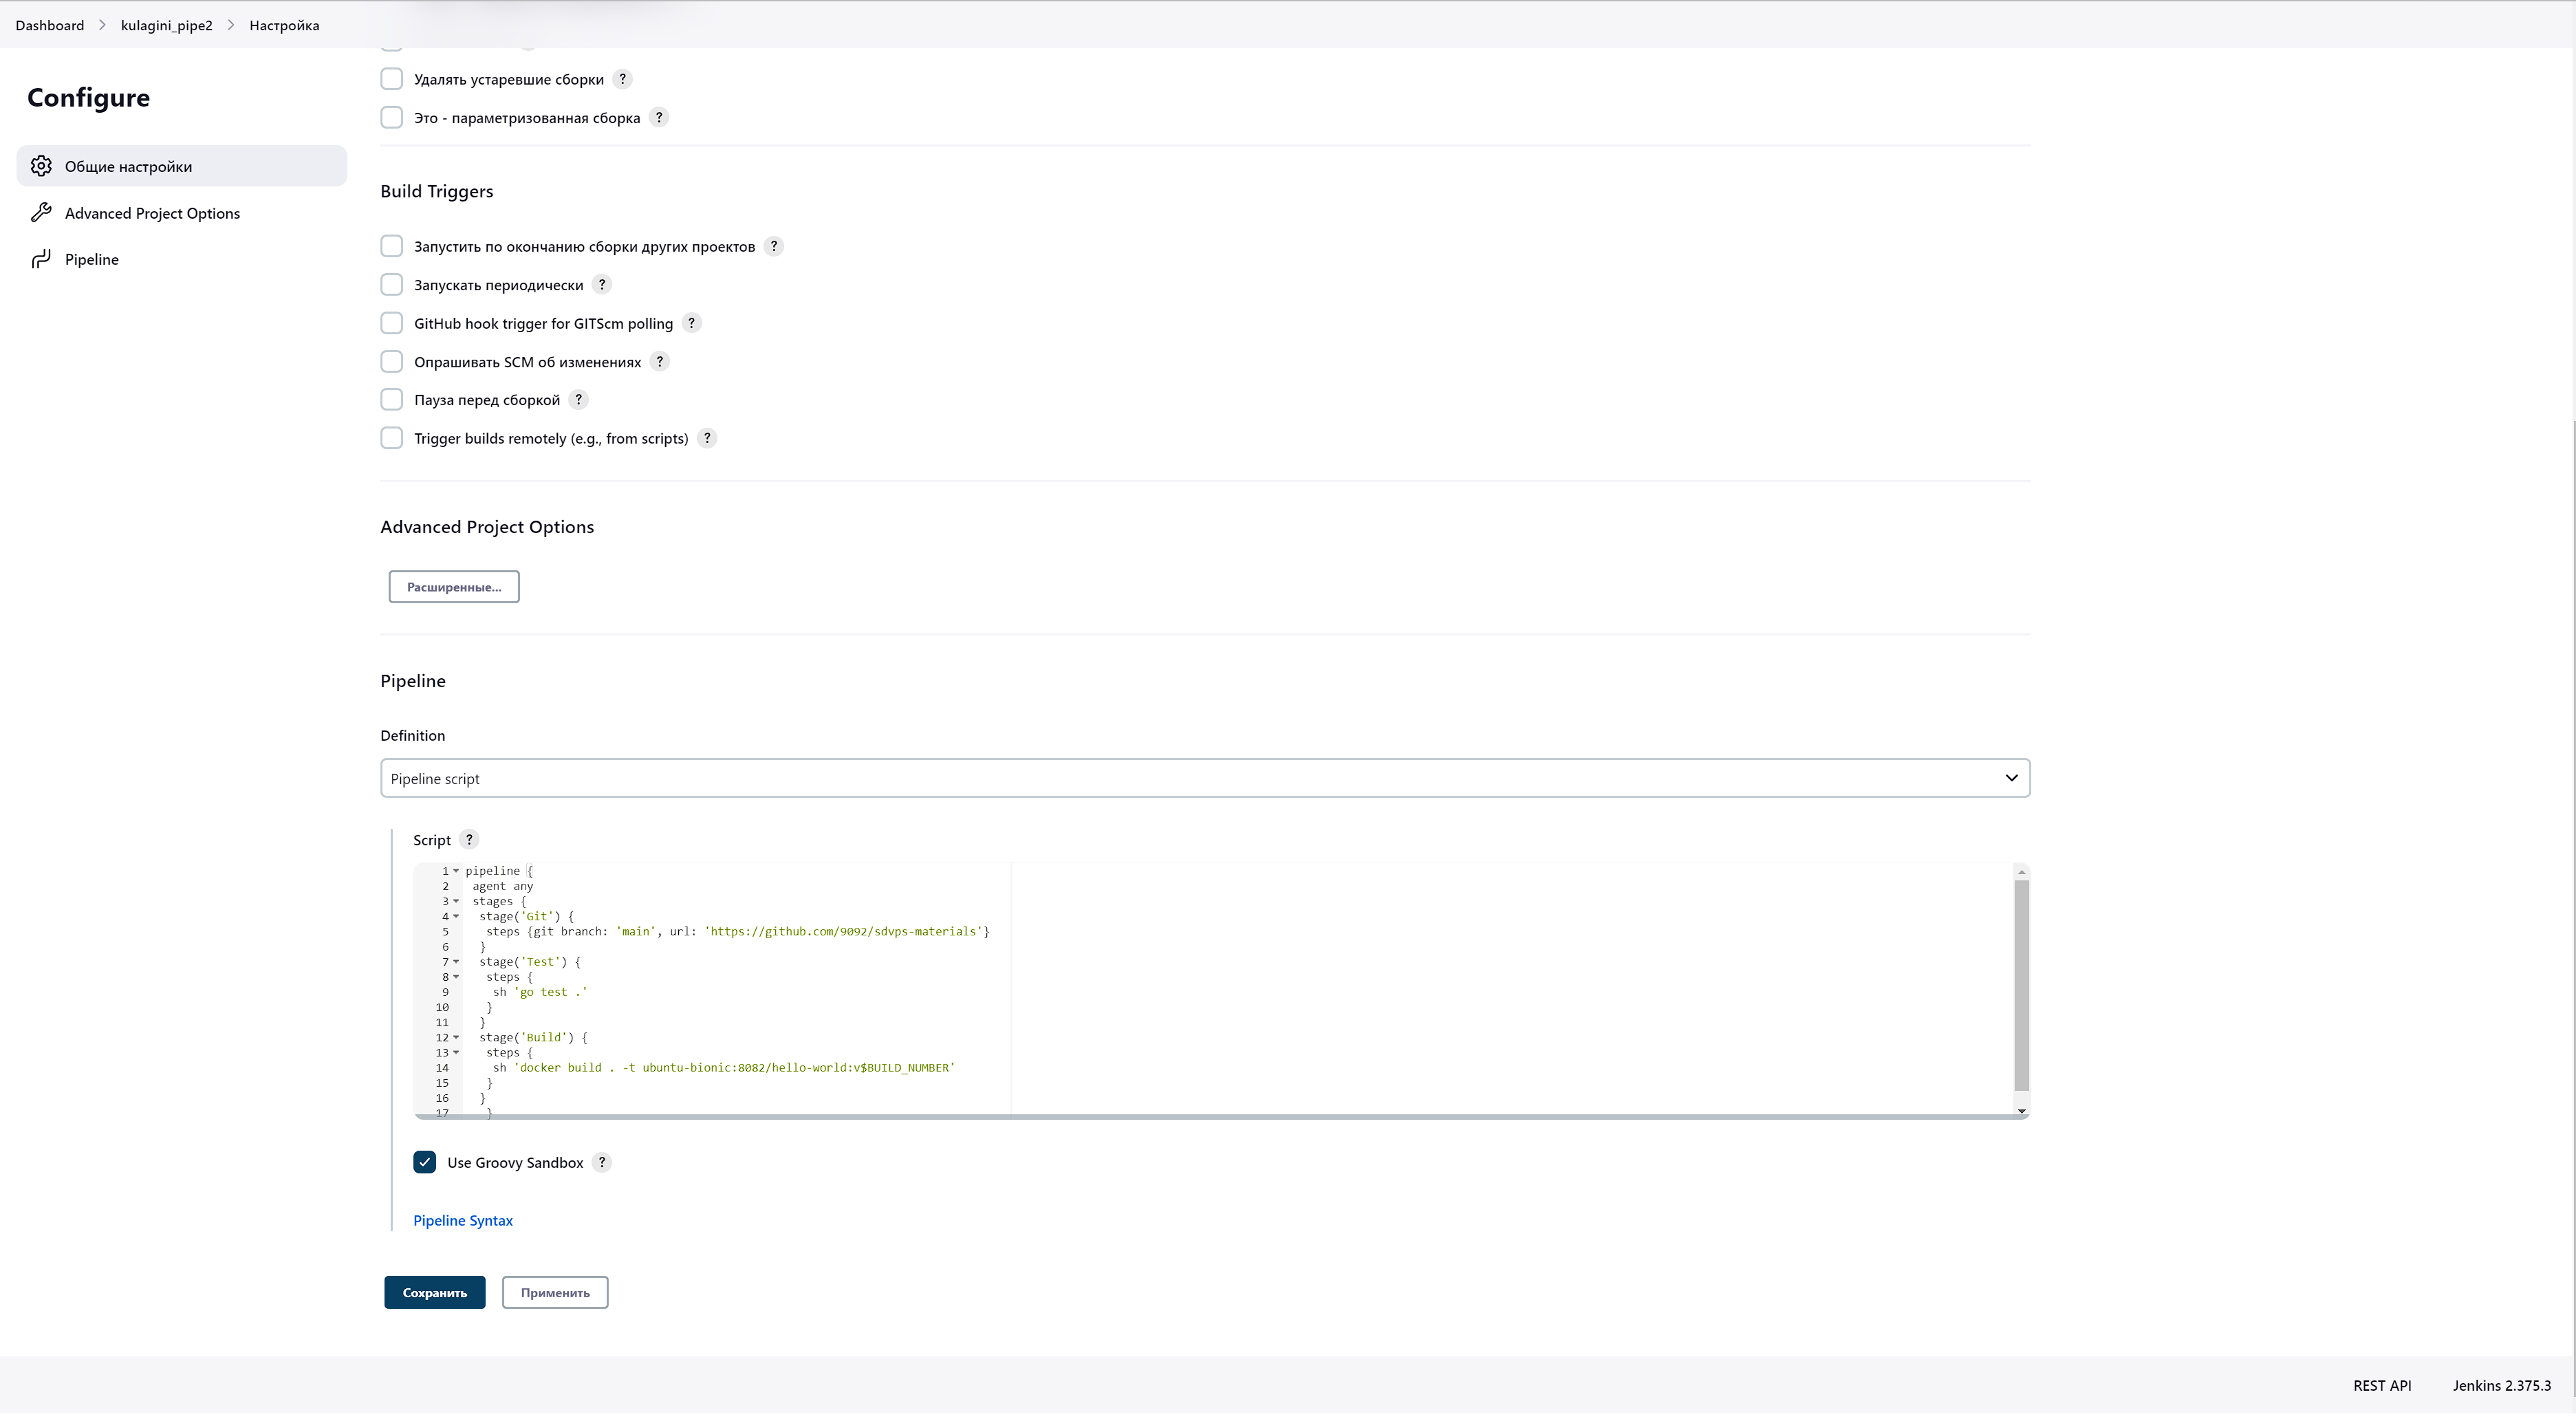 Dashboard > kulagini_pipe2 > Настройка
Configure
Общие настройки
Advanced Project Options
Pipeline
Удалять устаревшие сборки ?
Это - параметризованная сборка ?
Build Triggers
Запустить по окончанию сборки других проектов ?
Запускать периодически ?
GitHub hook trigger for GITScm polling ?
Опрашивать SCM об изменениях ?
Пауза перед сборкой ?
Trigger builds remotely (e.g., from scripts) ?
Advanced Project Options
Расширенные...
Pipeline
Definition
Pipeline script
Script ?
1 pipeline {
2 agent any
3 stages {
4 stage('Git') {
5 steps {git branch: 'main', url: 'https://github.com/9092/sdvps-materials'}
6 }
7 stage('Test') {
8 steps {
9 sh 'go test .'
10 }
11 }
12 stage('Build') {
13 steps {
14 sh 'docker build . -t ubuntu-bionic:8082/hello-world:v$BUILD_NUMBER'
15 }
16 }
17 }
Use Groovy Sandbox ?
Pipeline Syntax
Сохранить
Применить
REST API
Jenkins 2.375.3